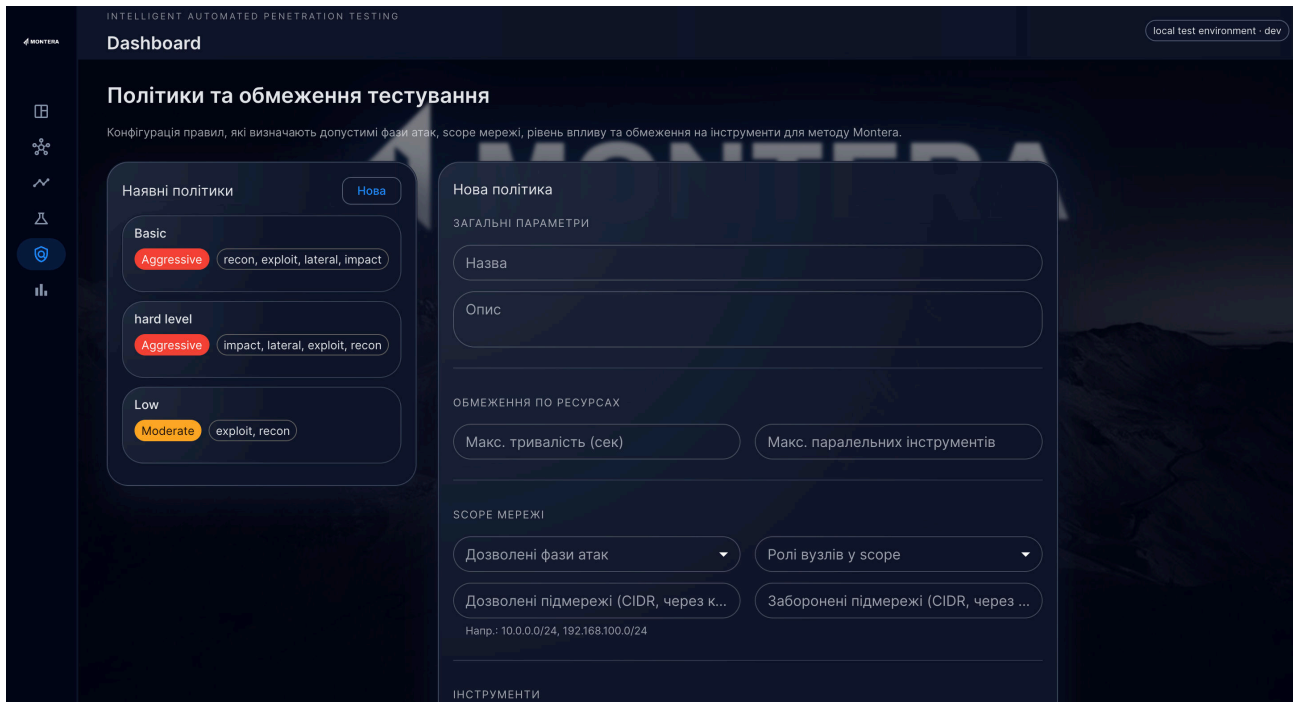 INTELLIGENT AUTOMATED PENETRATION TESTING
MONTERA
Dashboard
local test environment · dev
Політики та обмеження тестування
Конфігурація правил, які визначають допустимі фази атак, scope мережі, рівень впливу та обмеження на інструменти для методу Montera.
MONTERA
Наявні політики
Нова
Basic
Aggressive
recon, exploit, lateral, impact
hard level
Aggressive
impact, lateral, exploit, recon
Low
Moderate
exploit, recon
Нова політика
ЗАГАЛЬНІ ПАРАМЕТРИ
Назва
Опис
ОБМЕЖЕННЯ ПО РЕСУРСАХ
Макс. тривалість (сек)
Макс. паралельних інструментів
SCOPE МЕРЕЖІ
Дозволені фази атак
Ролі вузлів у scope
Дозволені підмережі (CIDR, через к...
Заборонені підмережі (CIDR, через ...
Напр.: 10.0.0.0/24, 192.168.100.0/24
ІНСТРУМЕНТИ